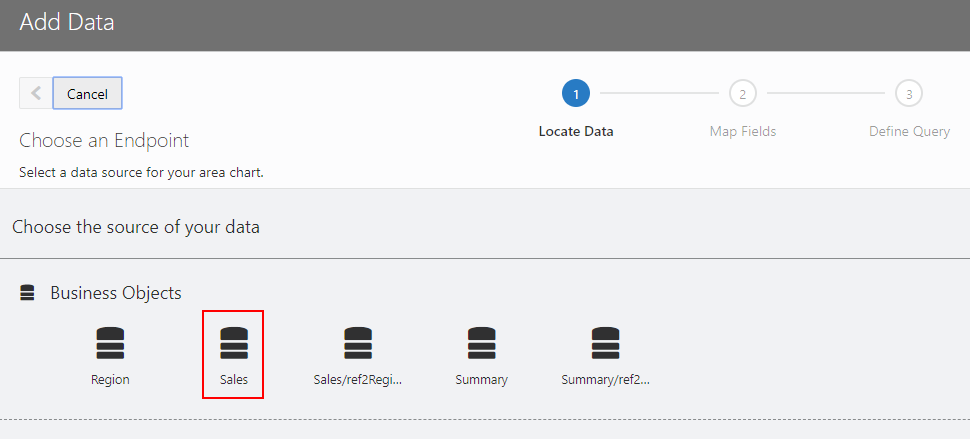 Add Data
Cancel
1
2
3
Locate Data
Map Fields
Define Query
Choose an Endpoint
Select a data source for your area chart.
Choose the source of your data
Business Objects
Region
Sales
Sales/ref2Regi...
Summary
Summary/ref2...